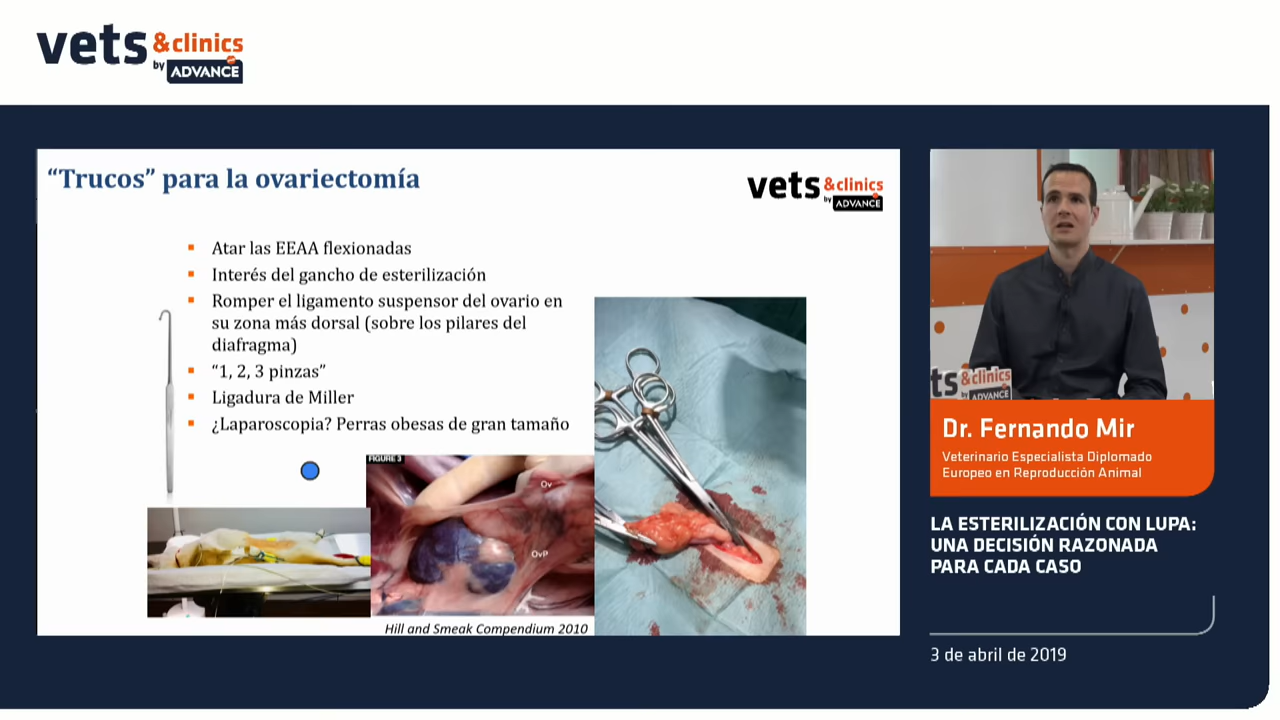 vets &clinics
by ADVANCE
"Trucos" para la ovariectomía
vets &clinics
by ADVANCE
Atar las EEAA flexionadas
Interés del gancho de esterilización
Romper el ligamento suspensor del ovario en
su zona más dorsal (sobre los pilares del
diafragma)
"1, 2, 3 pinzas"
Ligadura de Miller
¿Laparoscopia? Perras obesas de gran tamaño
FIGURE 3
Ov
OvP
Hill and Smeak Compendium 2010
ts &clinics
by ADVANCE
Dr. Fernando Mir
Veterinario Especialista Diplomado
Europeo en Reproducción Animal
LA ESTERILIZACIÓN CON LUPA:
UNA DECISIÓN RAZONADA
PARA CADA CASO
3 de abril de 2019